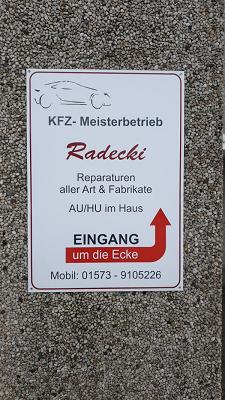 KFZ- Meisterbetrieb
Radecki
Reparaturen
aller Art & Fabrikate
AU/HU im Haus
EINGANG
um die Ecke
Mobil: 01573 - 9105226